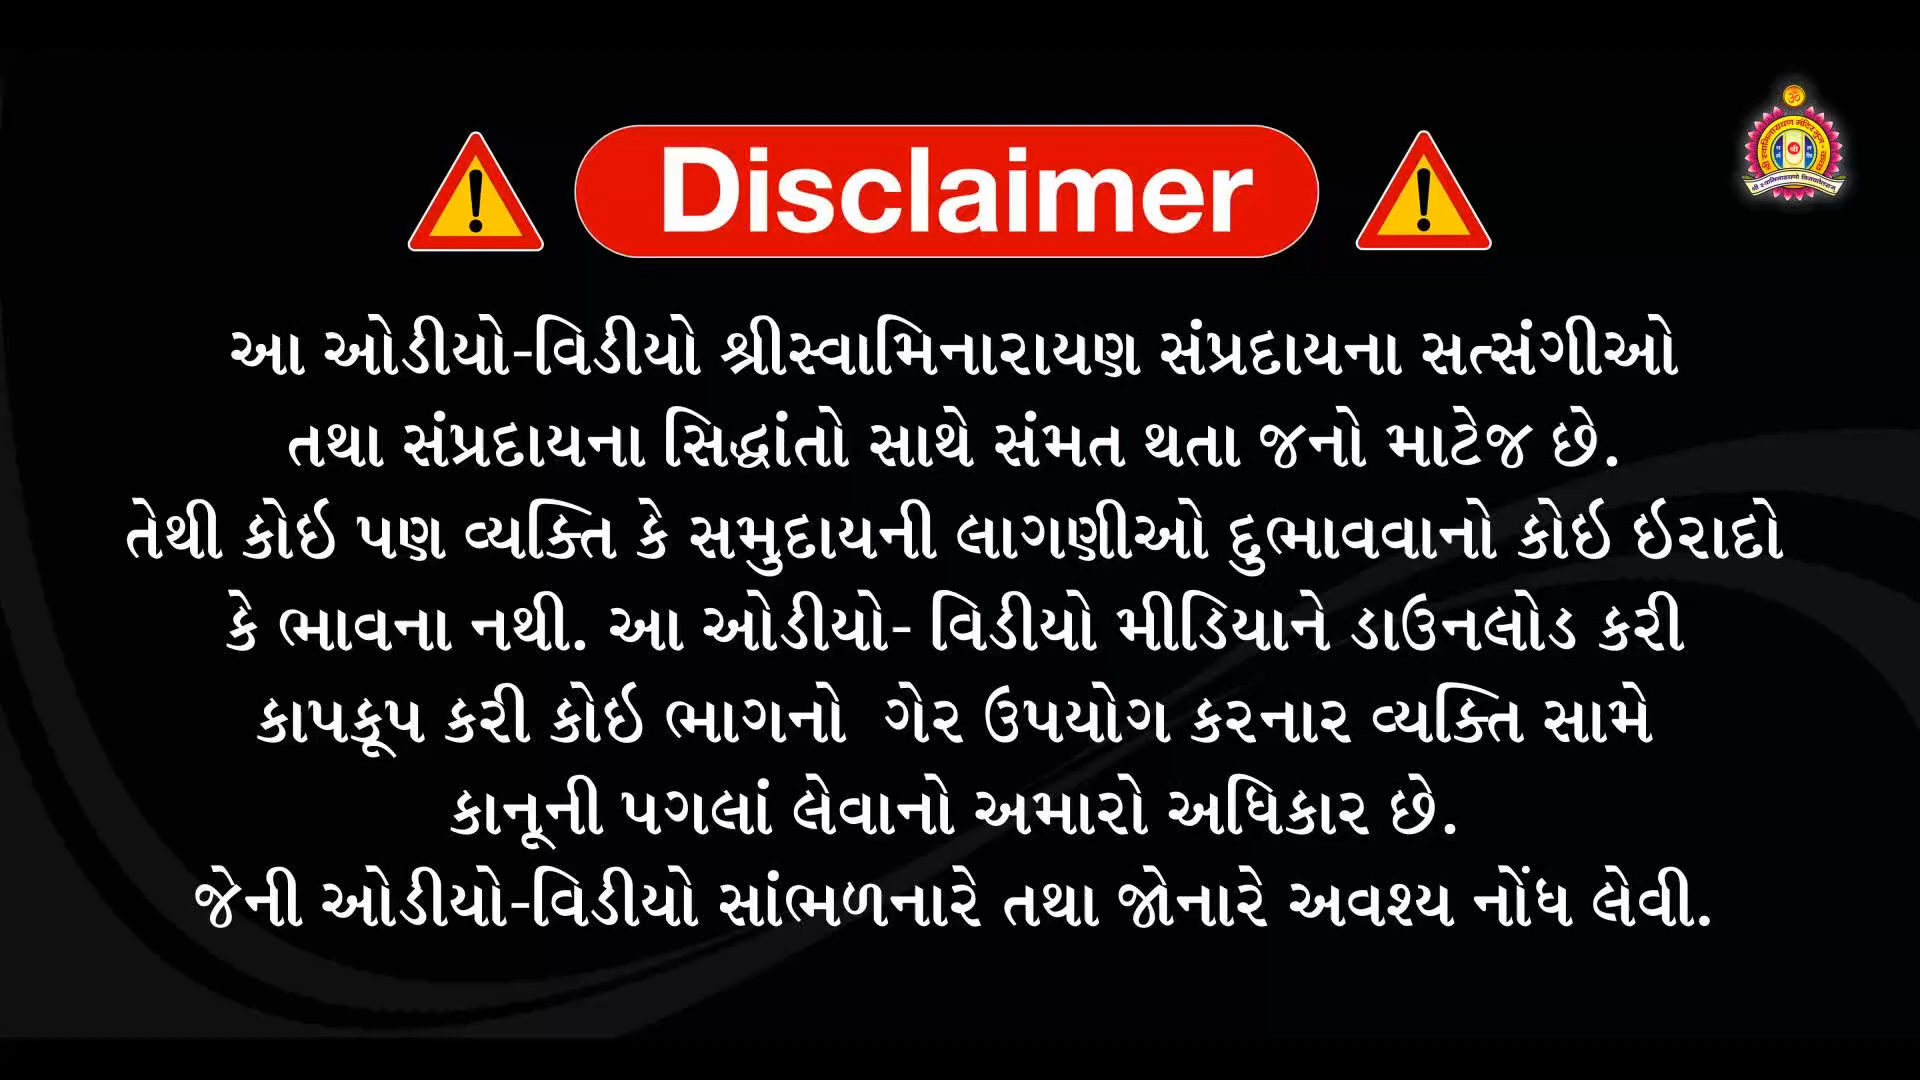 Disclaimer
આ ઓડીયો-વિડીયો શ્રીસ્વામિનારાયણ સંપ્રદાયના સત્સંગીઓ
તથા સંપ્રદાયના સિદ્ધાંતો સાથે સંમત થતા જનો માટેજ છે.
તેથી કોઇ પણ વ્યક્તિ કે સમુદાયની લાગણીઓ દુભાવવાનો કોઇ ઇરાદો
કે ભાવના નથી. આ ઓડીયો- વિડીયો મીડિયાને ડાઉનલોડ કરી
કાપકૂપ કરી કોઇ ભાગનો ગેર ઉપયોગ કરનાર વ્યક્તિ સામે
કાનૂની પગલાં લેવાનો અમારો અધિકાર છે.
જેની ઓડીયો-વિડીયો સાંભળનારે તથા જોનારે અવશ્ય નોંધ લેવી.